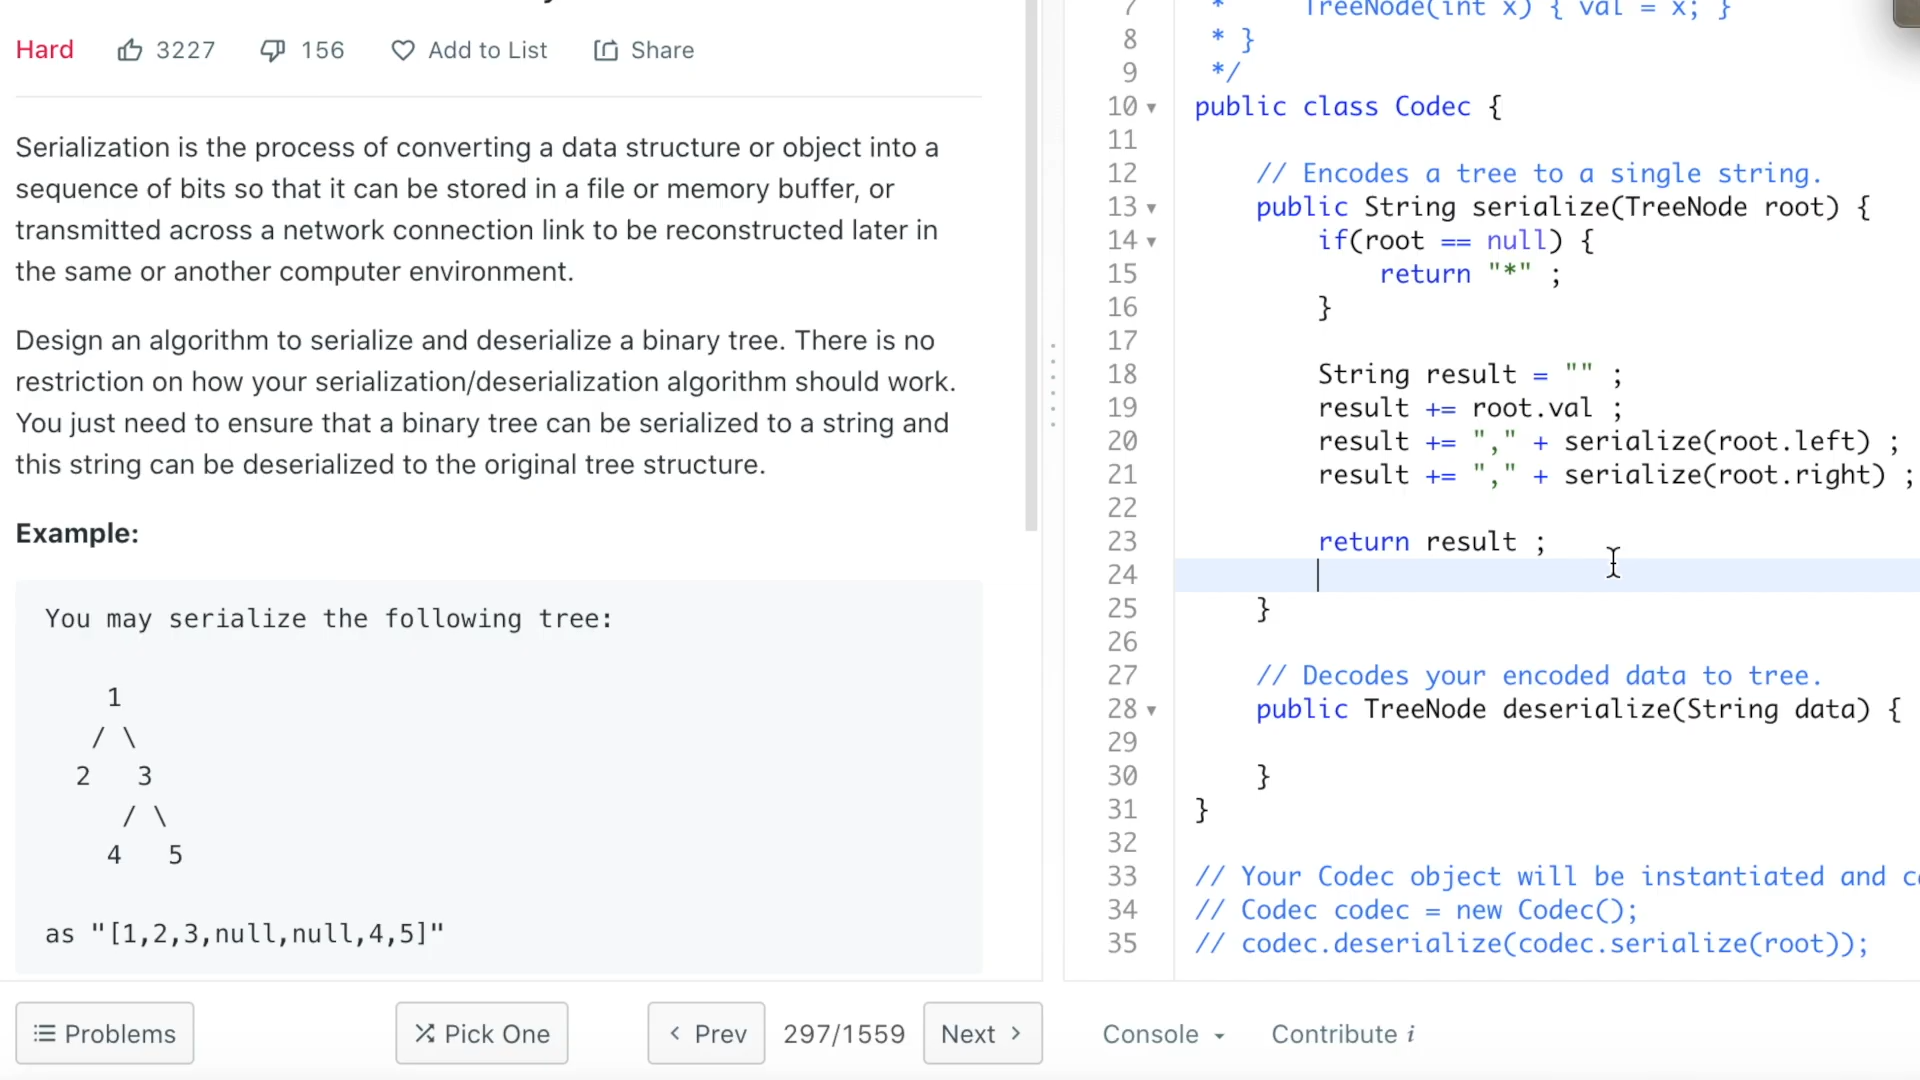 Hard 3227 156 Add to List Share
Serialization is the process of converting a data structure or object into a
sequence of bits so that it can be stored in a file or memory buffer, or
transmitted across a network connection link to be reconstructed later in
the same or another computer environment.
Design an algorithm to serialize and deserialize a binary tree. There is no
restriction on how your serialization/deserialization algorithm should work.
You just need to ensure that a binary tree can be serialized to a string and
this string can be deserialized to the original tree structure.
Example:
You may serialize the following tree:
1
/ \
2 3
/ \
4 5
as "[1,2,3,null,null,4,5]"
Problems Pick One < Prev 297/1559 Next >
7 * TreeNode(int x) { val = x; }
8 * }
9 */
10 public class Codec {
11
12 // Encodes a tree to a single string.
13 public String serialize(TreeNode root) {
14 if(root == null) {
15 return "*" ;
16 }
17
18 String result = "" ;
19 result += root.val ;
20 result += "," + serialize(root.left) ;
21 result += "," + serialize(root.right) ;
22
23 return result ;
24
25 }
26
27 // Decodes your encoded data to tree.
28 public TreeNode deserialize(String data) {
29
30 }
31 }
32
33 // Your Codec object will be instantiated and
34 // Codec codec = new Codec();
35 // codec.deserialize(codec.serialize(root));
Console Contribute i